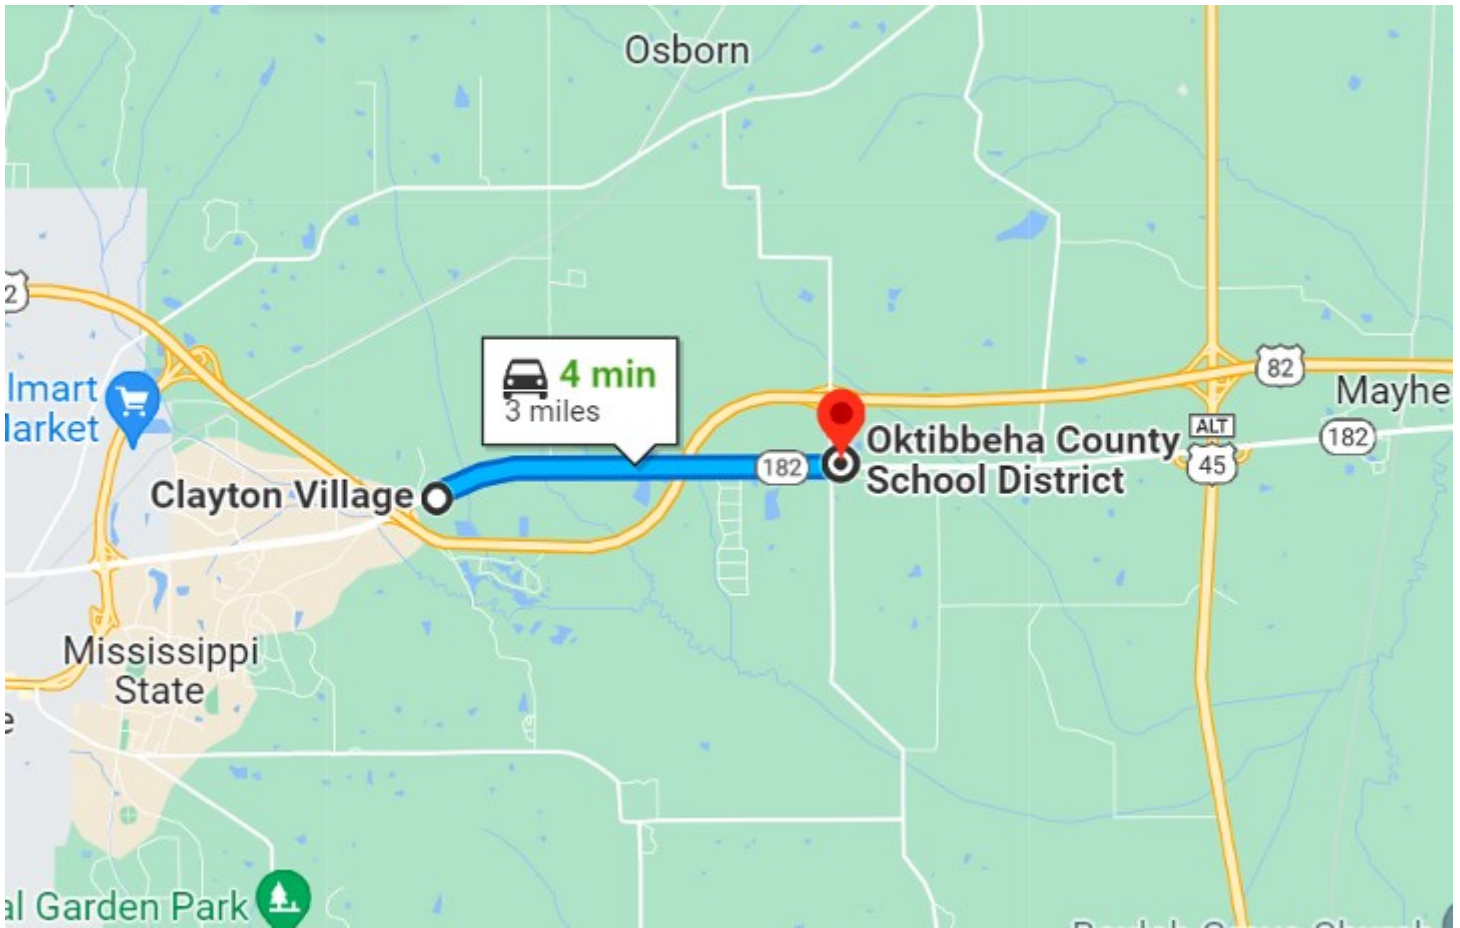 Osborn
2
4 min
3 miles
82
Mayhe
lmart
arket
ALT
182
45
Oktibbeha County
School District
182
Clayton Village
Mississippi
State
e
al Garden Park